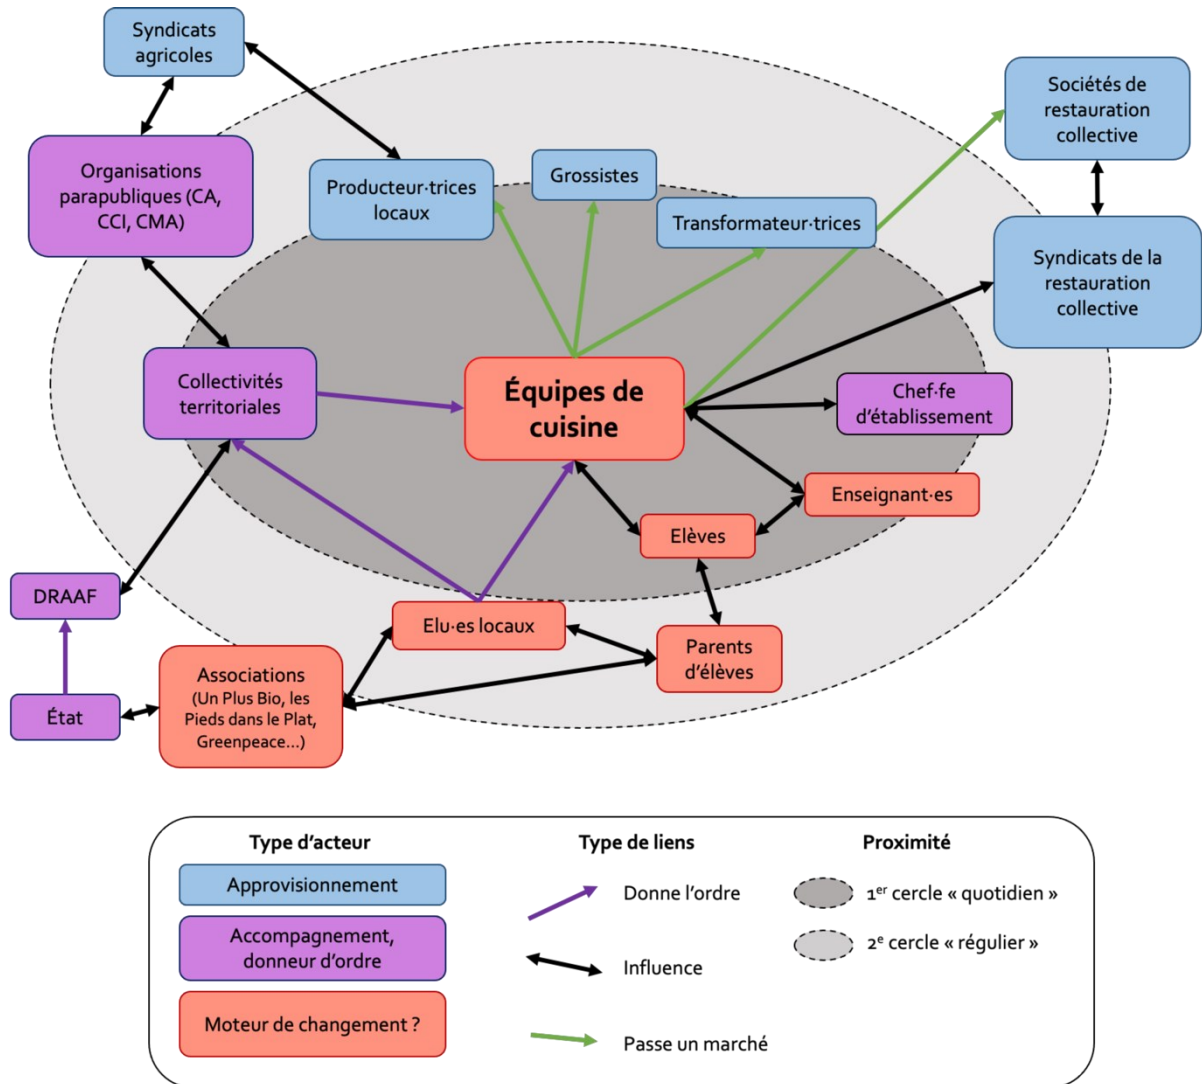 Syndicats
agricoles
Sociétés de
restauration
collective
Organisations
parapubliques (CA,
CCI, CMA)
Producteur·trices
locaux
Grossistes
Transformateur·trices
Syndicats de la
restauration
collective
Collectivités
territoriales
Équipes de
cuisine
Chef·fe
d'établissement
Enseignant·es
Elèves
DRAAF
Elu·es locaux
Parents
d'élèves
Associations
(Un Plus Bio, les
Pieds dans le Plat,
Greenpeace...)
État
Type d'acteur
Approvisionnement
Accompagnement,
donneur d'ordre
Moteur de changement ?
Type de liens
Donne l'ordre
Influence
Passe un marché
Proximité
1er cercle « quotidien »
2e cercle « régulier »